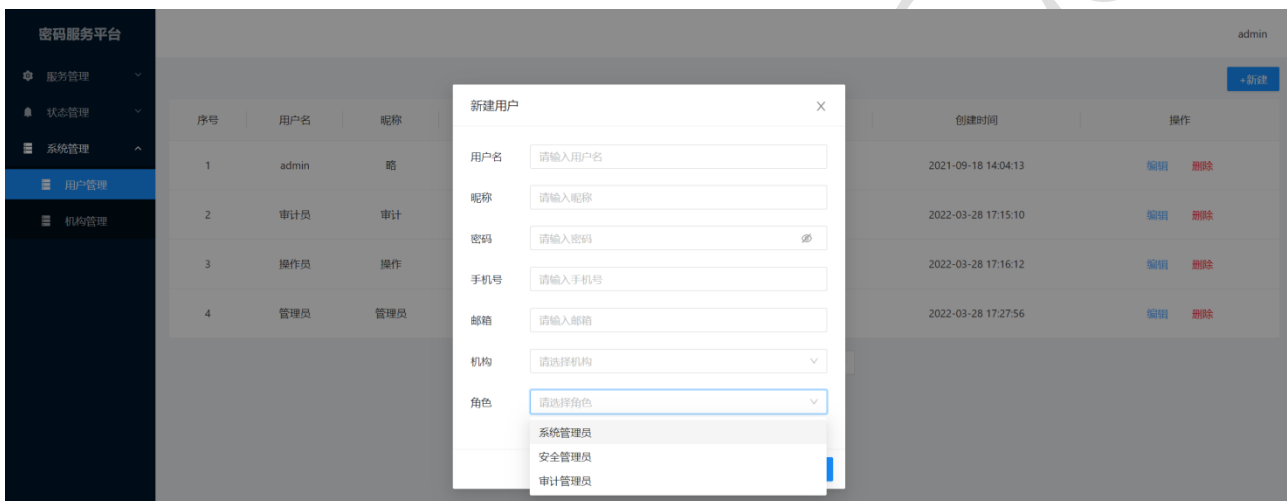 密码服务平台
admin
服务管理
+新建
状态管理
新建用户
序号 用户名 昵称 创建时间 操作
系统管理
用户名 请输入用户名
1 admin 略 2021-09-18 14:04:13 编辑 删除
用户管理
昵称 请输入昵称
2 审计员 审计 2022-03-28 17:15:10 编辑 删除
机构管理
密码 请输入密码
3 操作员 操作 2022-03-28 17:16:12 编辑 删除
手机号 请输入手机号
4 管理员 管理员 2022-03-28 17:27:56 编辑 删除
邮箱 请输入邮箱
机构 请选择机构
角色 请选择角色
系统管理员
安全管理员
审计管理员